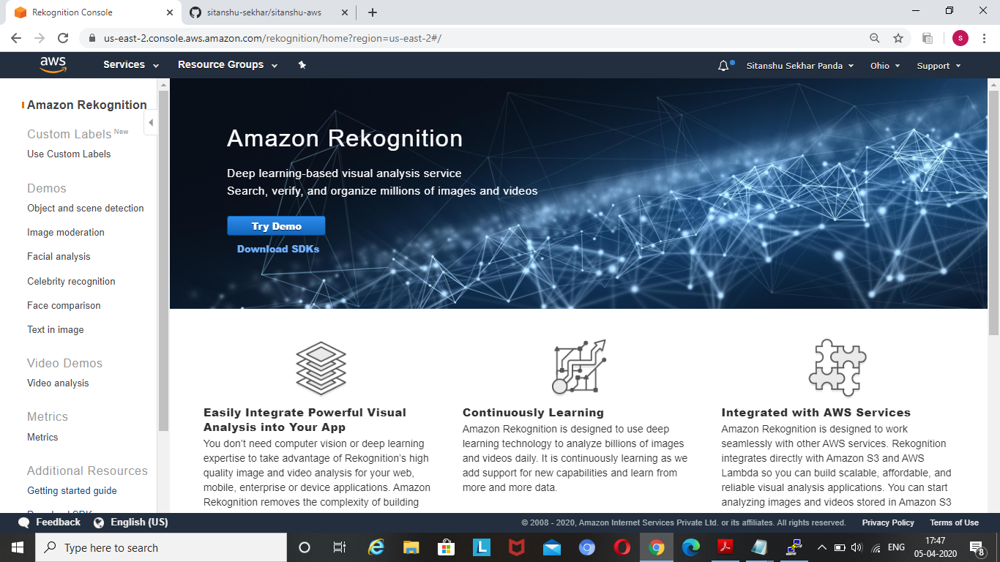 Rekognition Console
sitanshu-sekhar/sitanshu-aws
us-east-2.console.aws.amazon.com/rekognition/home?region=us-east-2#/
s
aws
Services
Resource Groups
Sitanshu Sekhar Panda
Ohio
Support
Amazon Rekognition
Custom Labels New
Use Custom Labels
Demos
Object and scene detection
Image moderation
Facial analysis
Celebrity recognition
Face comparison
Text in image
Video Demos
Video analysis
Metrics
Metrics
Additional Resources
Getting started guide
Amazon Rekognition
Deep learning-based visual analysis service
Search, verify, and organize millions of images and videos
Try Demo
Download SDKs
Easily Integrate Powerful Visual
Analysis into Your App
You don't need computer vision or deep learning
expertise to take advantage of Rekognition's high
quality image and video analysis for your web,
mobile, enterprise or device applications. Amazon
Rekognition removes the complexity of building
Continuously Learning
Amazon Rekognition is designed to use deep
learning technology to analyze billions of images
and videos daily. It is continuously learning as we
add support for new capabilities and learn from
more and more data.
Integrated with AWS Services
Amazon Rekognition is designed to work
seamlessly with other AWS services. Rekognition
integrates directly with Amazon S3 and AWS
Lambda so you can build scalable, affordable, and
reliable visual analysis applications. You can start
analyzing images and videos stored in Amazon S3
Feedback
English (US)
© 2008 - 2020, Amazon Internet Services Private Ltd. or its affiliates. All rights reserved.
Privacy Policy
Terms of Use
Type here to search
L
ENG
17:47
05-04-2020
8